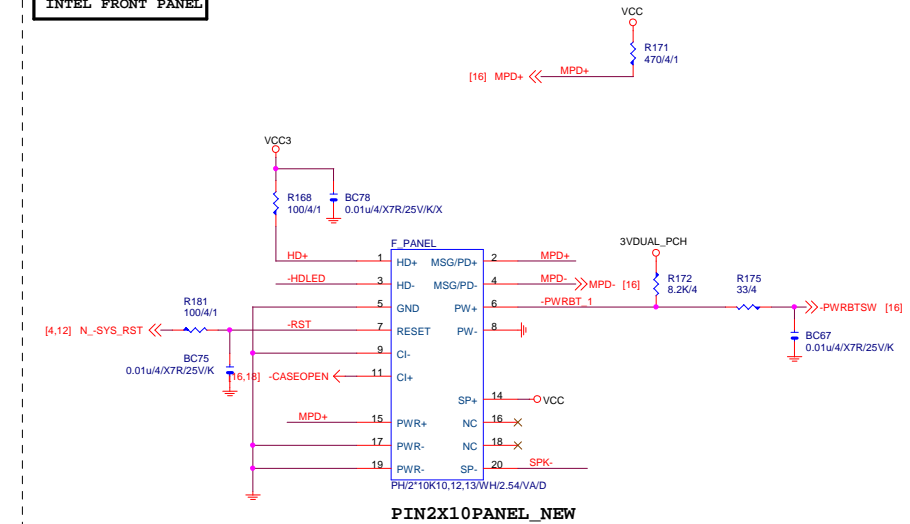 INTEL FRONT PANEL
VCC
R171
470/4/1
[16] MPD+
MPD+
VCC3
R168
100/4/1
BC78
0.01u/4/X7R/25V/K/X
F_PANEL
3VDUAL_PCH
HD+
1
HD+
MSG/PD+
2
MPD+
-HDLED
3
HD-
MSG/PD-
4
MPD-
MPD- [16]
R172
8.2K/4
R175
33/4
5
GND
PW+
6
-PWRBT_1
-PWRBTSW [16]
R181
100/4/1
[4,12] N_-SYS_RST
-RST
7
RESET
PW-
8
BC67
0.01u/4/X7R/25V/K
9
CI-
BC75
0.01u/4/X7R/25V/K
[16,18] -CASEOPEN
11
CI+
SP+
14
VCC
MPD+
15
PWR+
NC
16
17
PWR-
NC
18
19
PWR-
SP-
20
SPK-
PH/2*10K10,12,13/WH/2.54/VA/D
PIN2X10PANEL_NEW